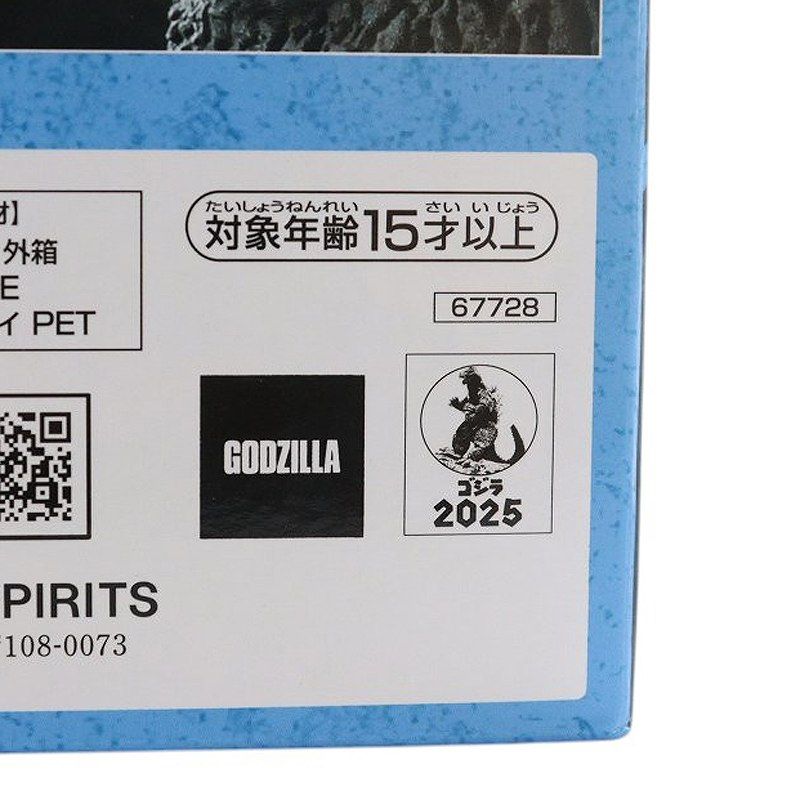 材】
外箱
E
イ PET
たいしょうねんれい さい い じょう
対象年齢15才以上
67728
GODZILLA
ゴジラ
2025
PIRITS
108-0073